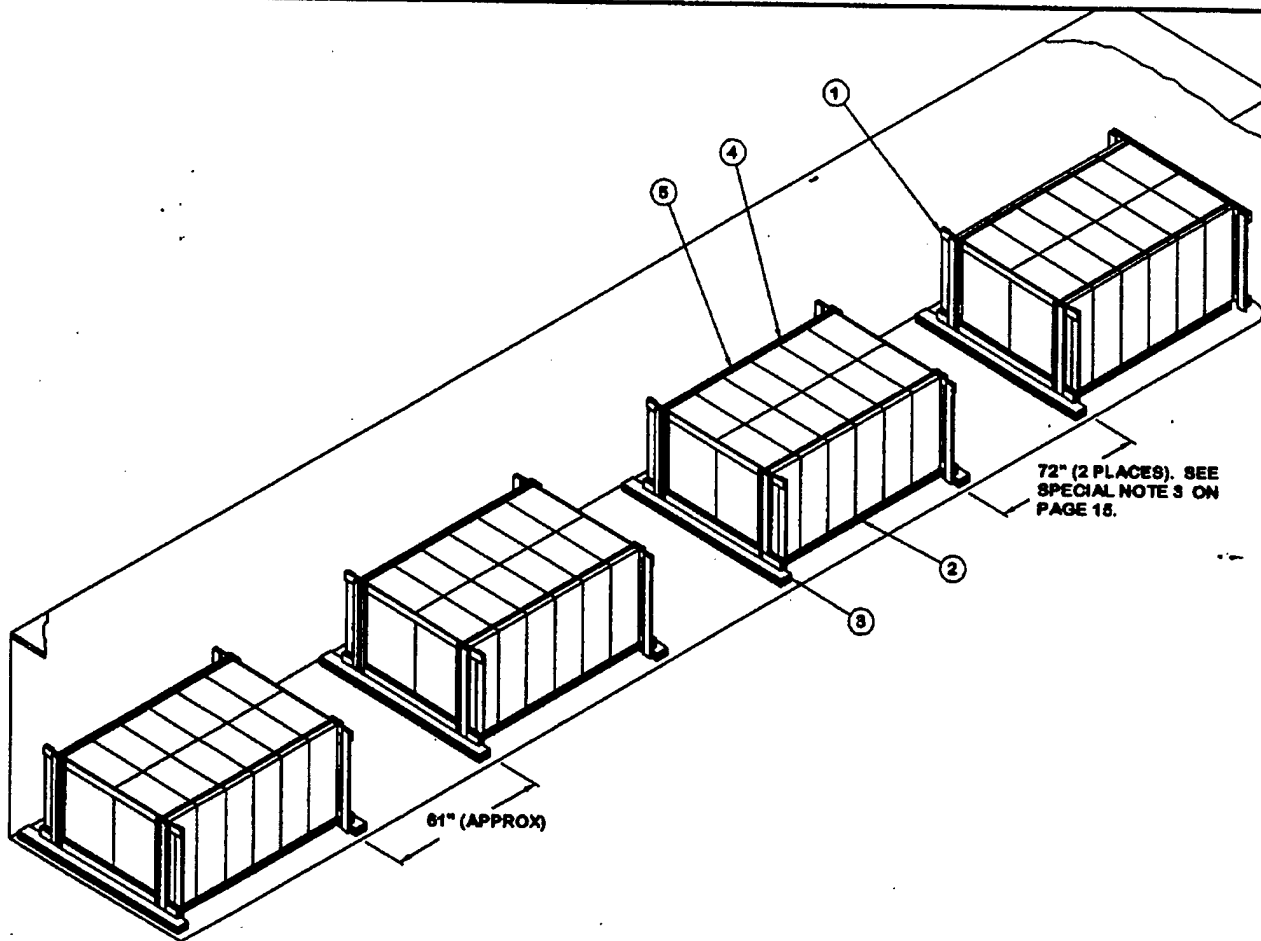 1
4
5
72" (2 PLACES). SEE
SPECIAL NOTE 3 ON
PAGE 15.
2
3
61" (APPROX)